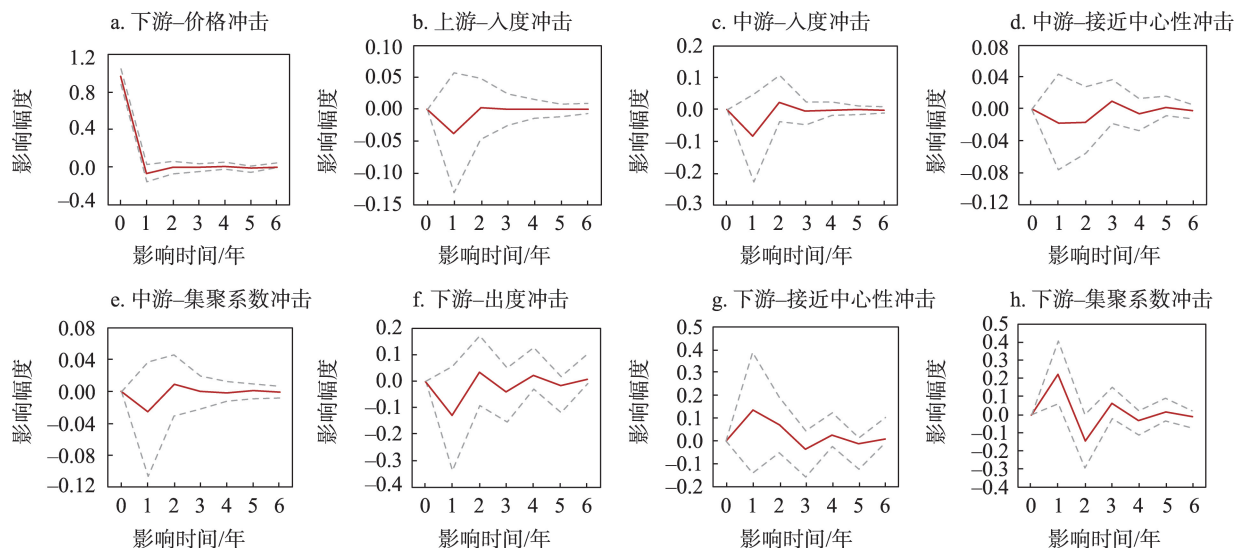 a. 下游–价格冲击
1.2
0.8
0.4
0.0
–0.4
影响幅度
0 1 2 3 4 5 6
影响时间/年
b. 上游–入度冲击
0.10
0.05
0.00
–0.05
–0.10
–0.15
影响幅度
0 1 2 3 4 5 6
影响时间/年
c. 中游–入度冲击
0.2
0.1
0.0
–0.1
–0.2
–0.3
影响幅度
0 1 2 3 4 5 6
影响时间/年
d. 中游–接近中心性冲击
0.08
0.04
0.00
–0.04
–0.08
–0.12
影响幅度
0 1 2 3 4 5 6
影响时间/年
e. 中游–集聚系数冲击
0.08
0.04
0.00
–0.04
–0.08
–0.12
影响幅度
0 1 2 3 4 5 6
影响时间/年
f. 下游–出度冲击
0.2
0.1
0.0
–0.1
–0.2
–0.3
–0.4
影响幅度
0 1 2 3 4 5 6
影响时间/年
g. 下游–接近中心性冲击
0.5
0.4
0.3
0.2
0.1
0.0
–0.1
–0.2
影响幅度
0 1 2 3 4 5 6
影响时间/年
h. 下游–集聚系数冲击
0.5
0.4
0.3
0.2
0.1
0.0
–0.1
–0.2
–0.3
–0.4
影响幅度
0 1 2 3 4 5 6
影响时间/年